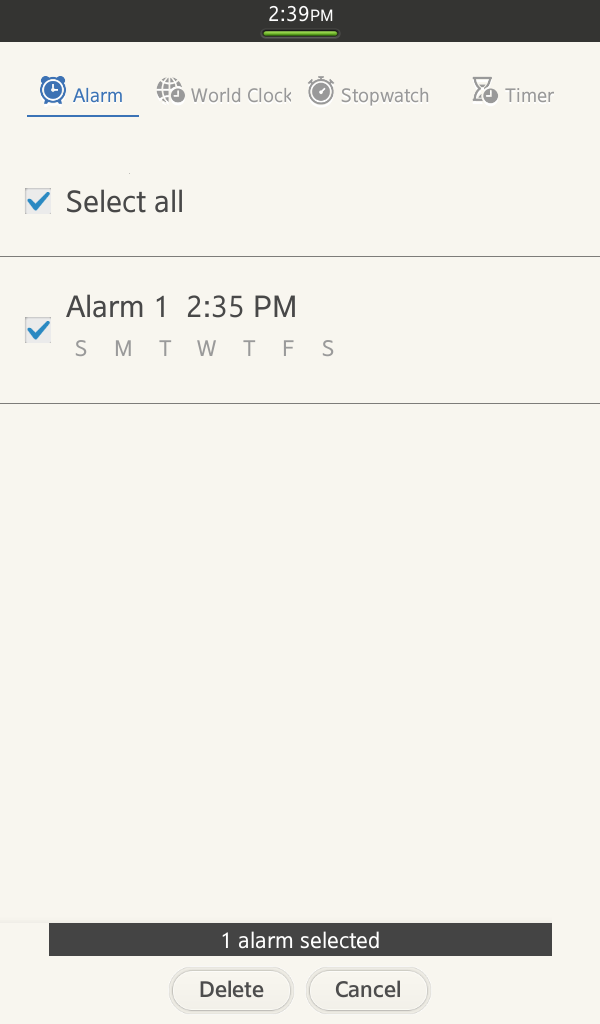 2:39PM
Alarm World Clock Stopwatch Timer
Select all
Alarm 1 2:35 PM
S M T W T F S
1 alarm selected
Delete Cancel